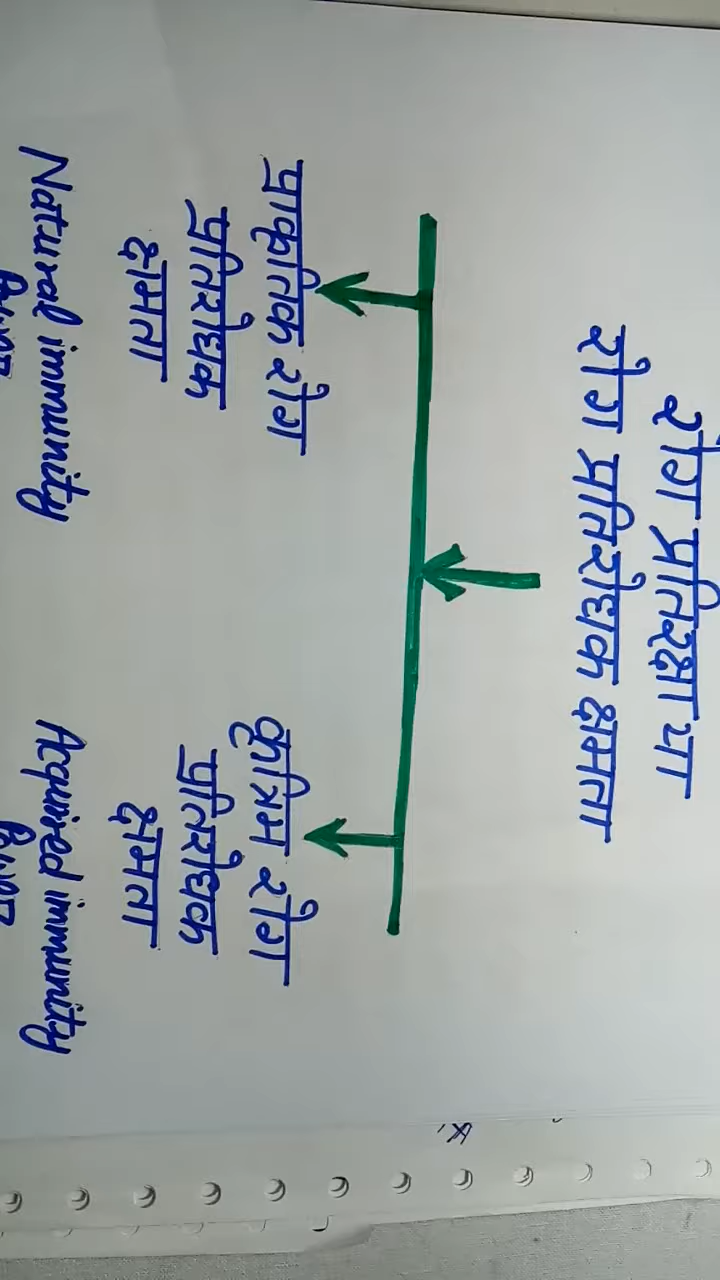 रोग प्रतिरक्षा या
रोग प्रतिरोधक क्षमता
प्राकृतिक रोग
प्रतिरोधक
क्षमता
Natural immunity
कृत्रिम रोग
प्रतिरोधक
क्षमता
Acquired immunity